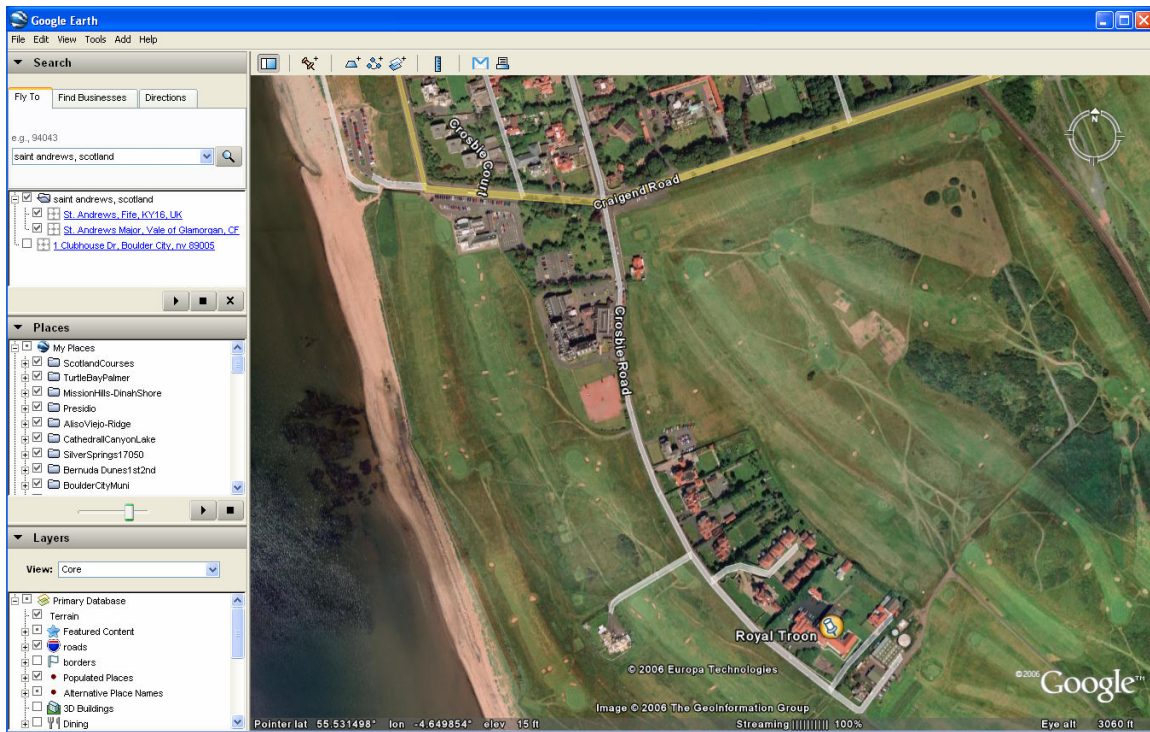 Google Earth
File Edit View Tools Add Help
Search
Fly To Find Businesses Directions
e.g., 94043
saint andrews, scotland
saint andrews, scotland
St. Andrews, Fife, KY16, UK
St. Andrews Major, Vale of Glamorgan, CF
1 Clubhouse Dr, Boulder City, nv 89005
Places
My Places
ScotlandCourses
TurtleBayPalmer
MissionHills-DinahShore
Presidio
AlisoViejo-Ridge
CathedrallCanyonLake
SilverSprings17050
Bernuda Dunes1st2nd
BoulderCityMuni
Layers
View: Core
Primary Database
Terrain
Featured Content
roads
borders
Populated Places
Alternative Place Names
3D Buildings
Dining
Crosbie Court
Craigend Road
Crosbie Road
N
Royal Troon
© 2006 Europa Technologies
Image © 2006 The GeoInformation Group
©2006 Google™
Pointer lat 55.531498° lon -4.649854° elev 15 ft Streaming ||||||||| 100% Eye alt 3060 ft